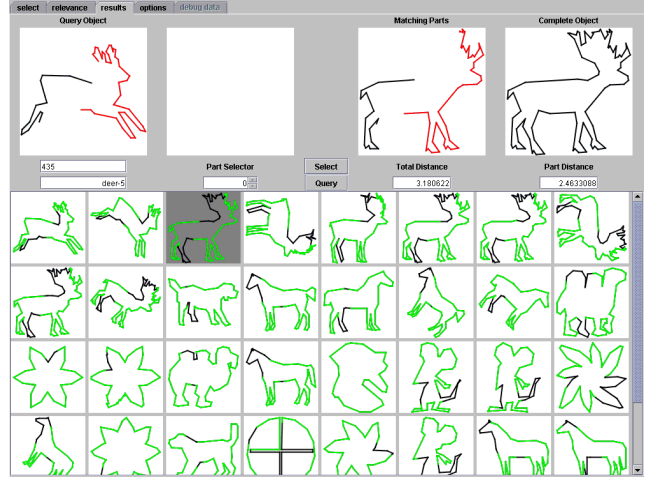 select relevance results options debug data
Query Object Matching Parts Complete Object
435 Part Selector Select Total Distance Part Distance
deer-5 0 Query 3.180622 2.4633088